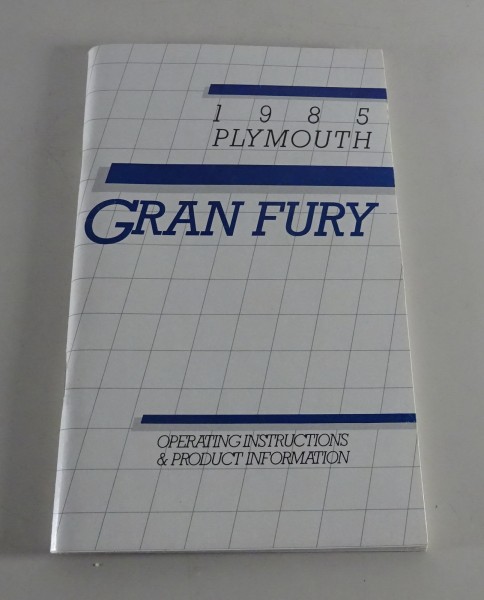 1985
PLYMOUTH
GRAN FURY
OPERATING INSTRUCTIONS
& PRODUCT INFORMATION